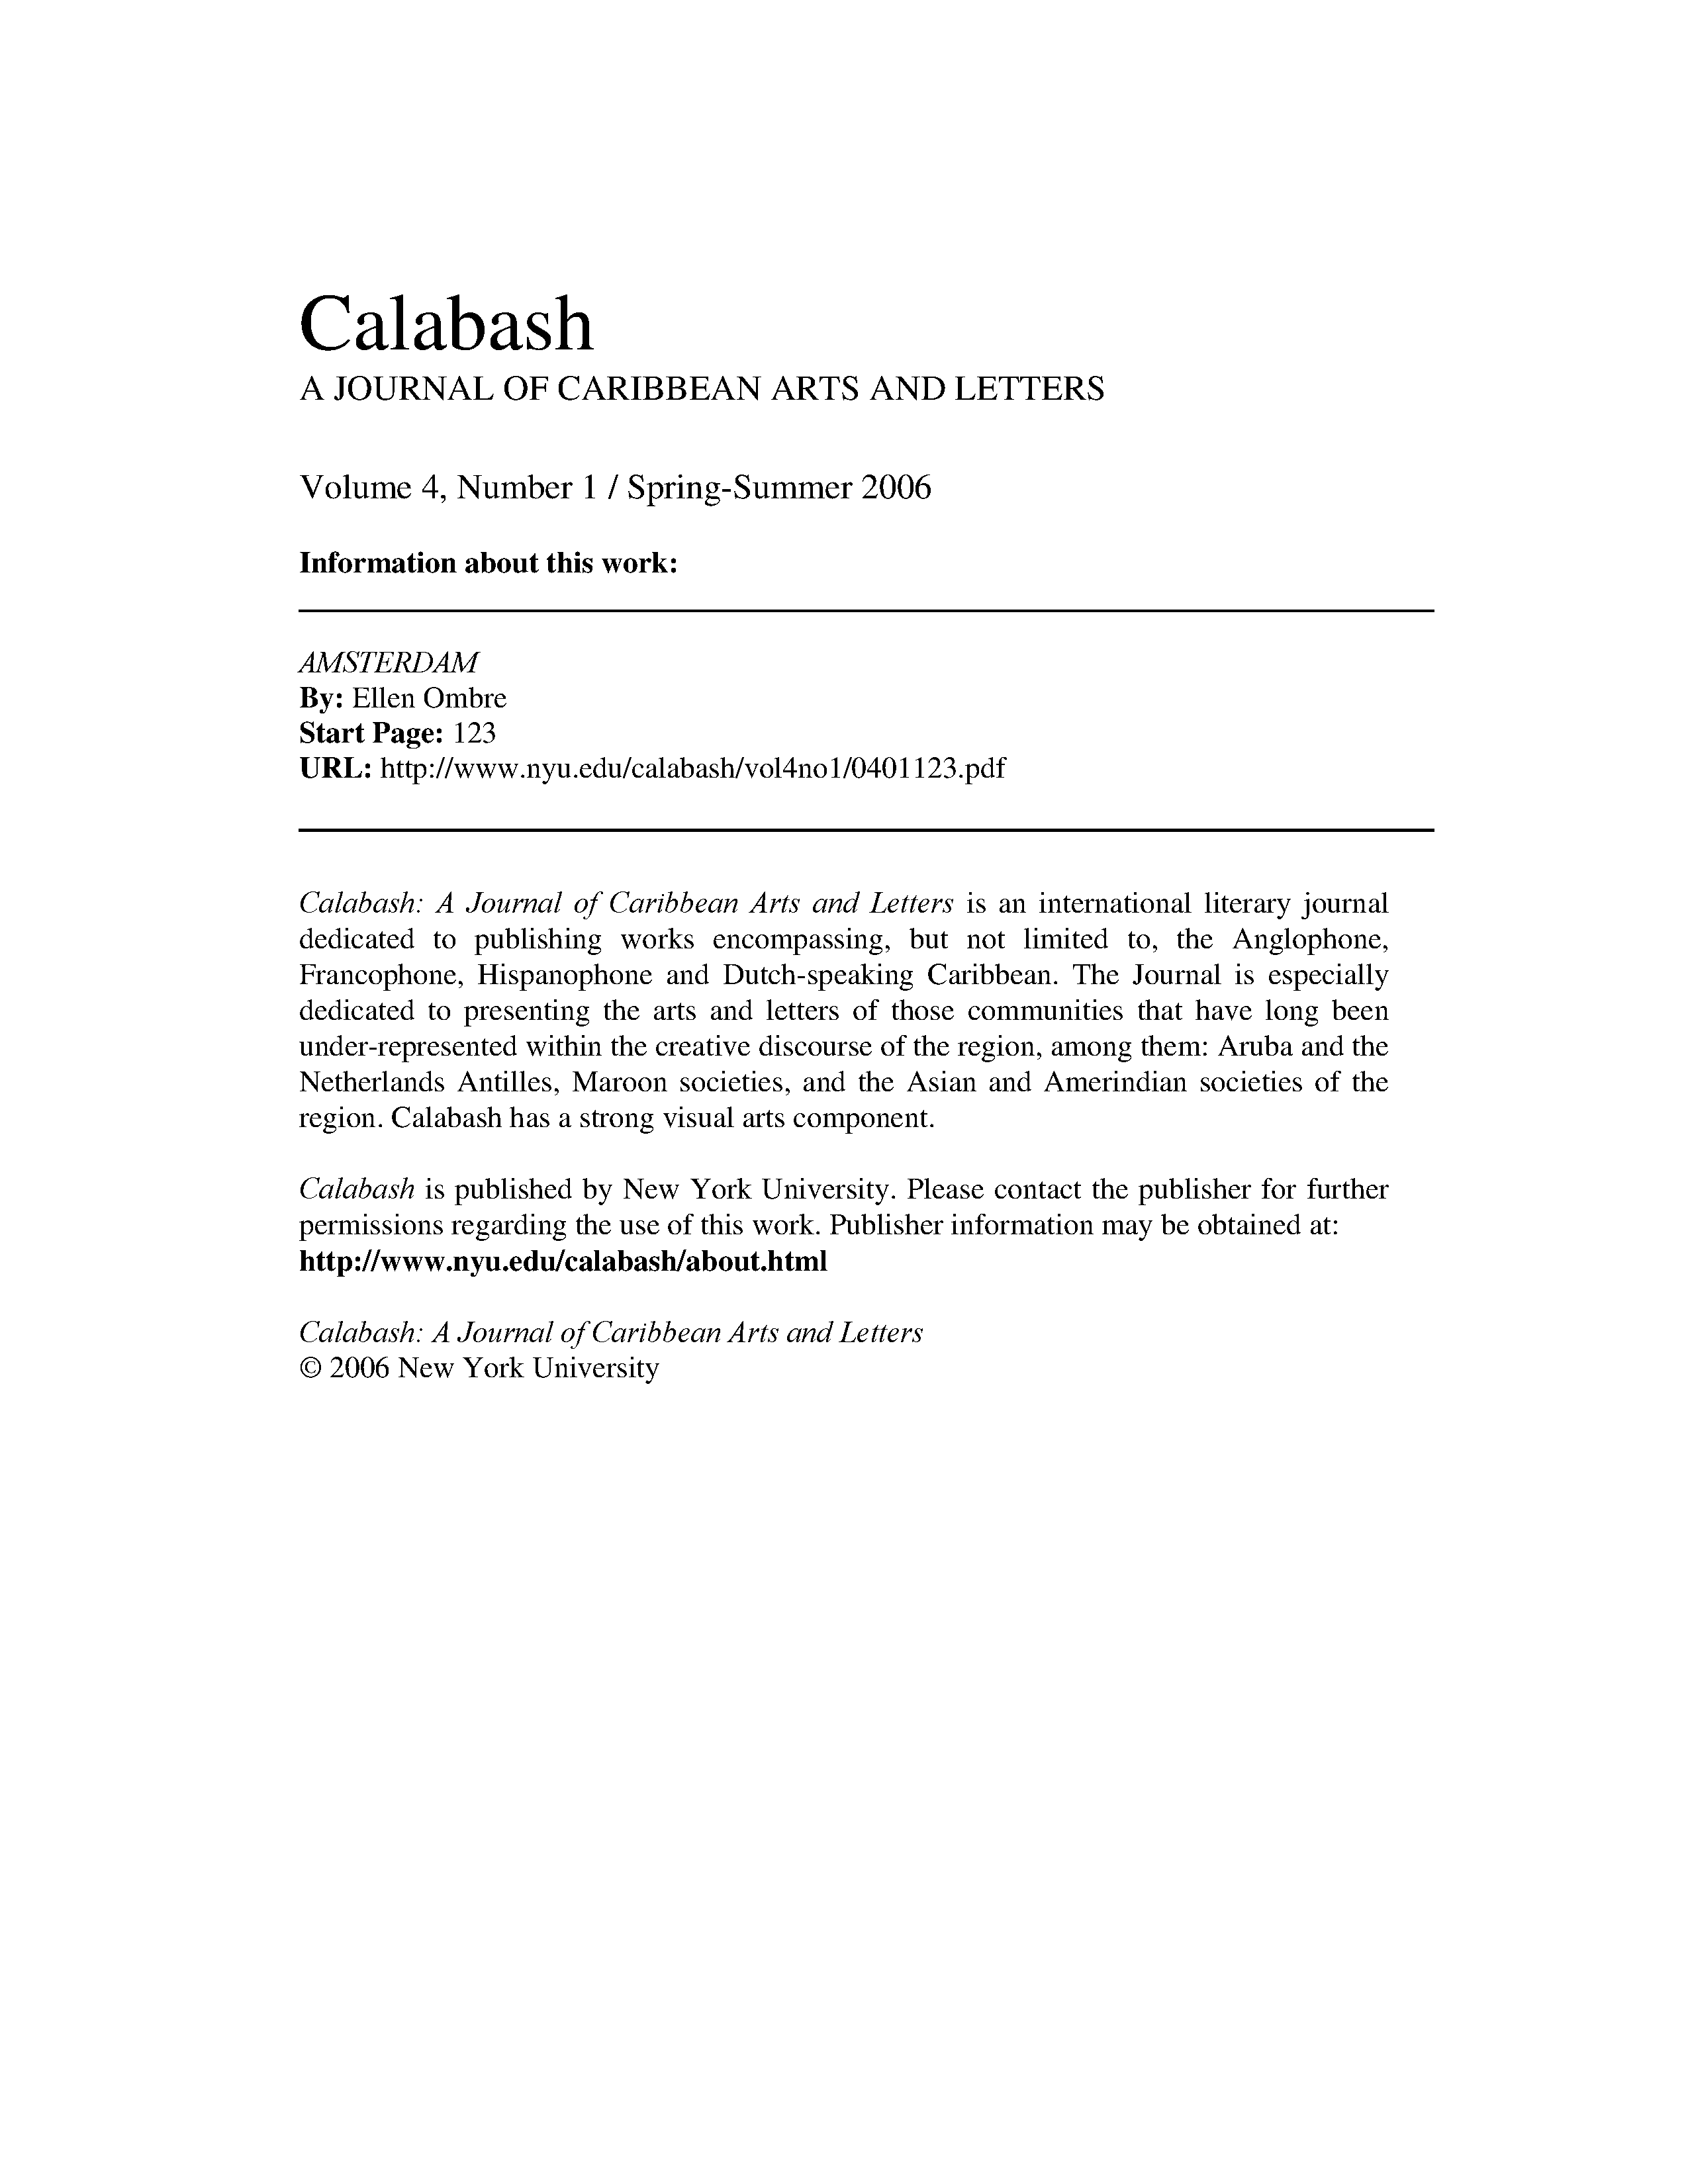 Calabash
A JOURNAL OF CARIBBEAN ARTS AND LETTERS
Volume 4, Number 1 / Spring-Summer 2006
Information about this work:
AMSTERDAM
By: Ellen Ombre
Start Page: 123
URL: http://www.nyu.edu/calabash/vol4no1/0401123.pdf
Calabash: A Journal of Caribbean Arts and Letters is an international literary journal
dedicated to publishing works encompassing, but not limited to, the Anglophone,
Francophone, Hispanophone and Dutch-speaking Caribbean. The Journal is especially
dedicated to presenting the arts and letters of those communities that have long been
under-represented within the creative discourse of the region, among them: Aruba and the
Netherlands Antilles, Maroon societies, and the Asian and Amerindian societies of the
region. Calabash has a strong visual arts component.
Calabash is published by New York University. Please contact the publisher for further
permissions regarding the use of this work. Publisher information may be obtained at:
http://www.nyu.edu/calabash/about.html
Calabash: A Journal of Caribbean Arts and Letters
© 2006 New York University